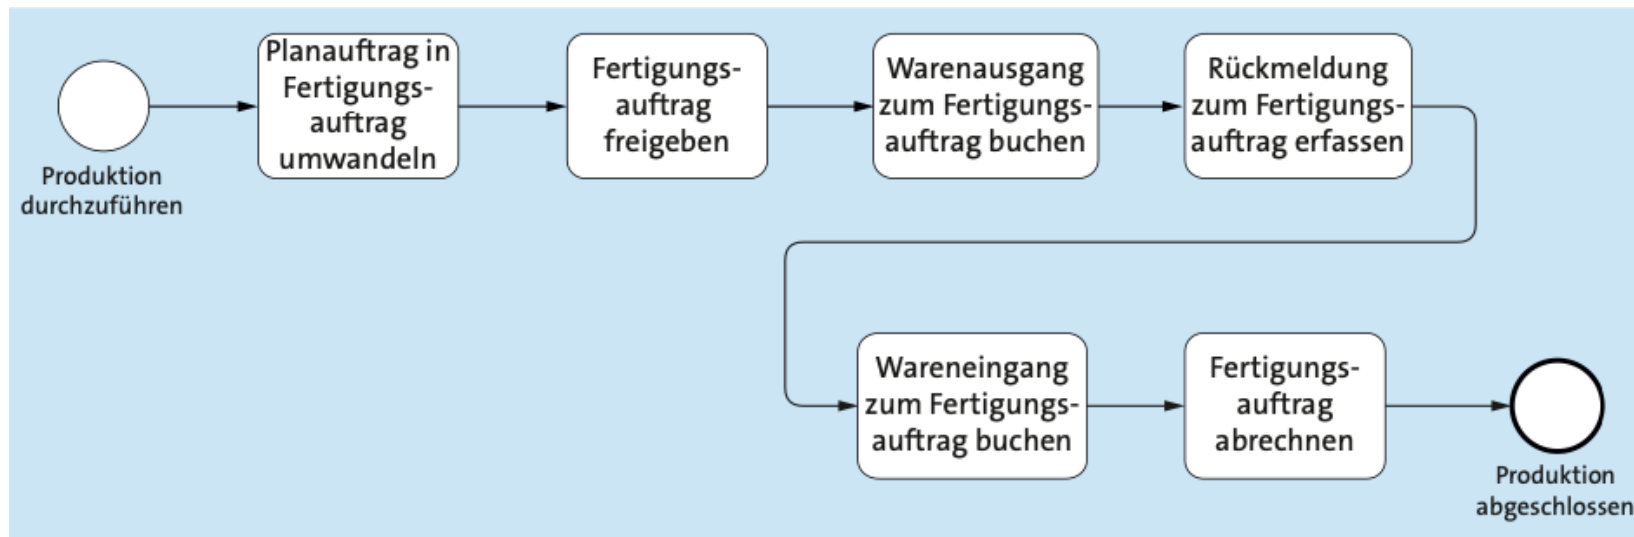 Planauftrag in
Fertigungs-
auftrag
umwandeln
Fertigungs-
auftrag
freigeben
Warenausgang
zum Fertigungs-
auftrag buchen
Rückmeldung
zum Fertigungs-
auftrag erfassen
Produktion
durchzuführen
Wareneingang
zum Fertigungs-
auftrag buchen
Fertigungs-
auftrag
abrechnen
Produktion
abgeschlossen